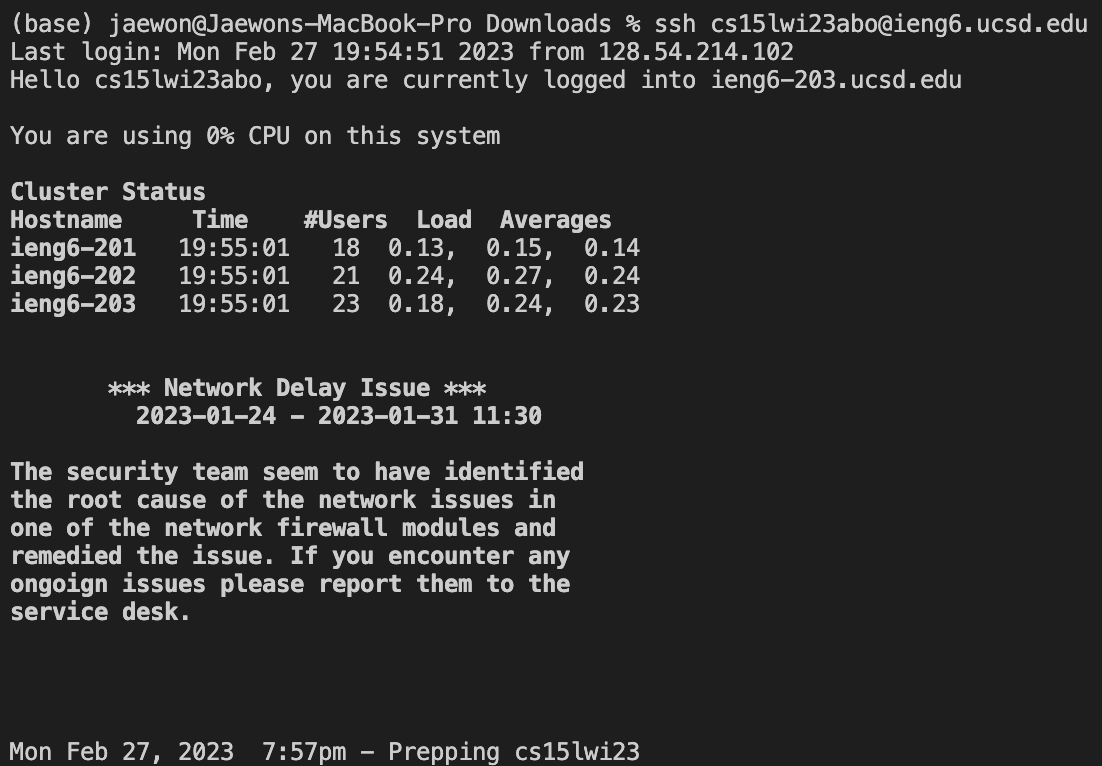 (base) jaewon@Jaewons-MacBook-Pro Downloads % ssh cs15lwi23abo@ieng6.ucsd.edu
Last login: Mon Feb 27 19:54:51 2023 from 128.54.214.102
Hello cs15lwi23abo, you are currently logged into ieng6-203.ucsd.edu
You are using 0% CPU on this system
Cluster Status
Hostname     Time    #Users  Load  Averages
ieng6-201   19:55:01   18  0.13,  0.15,  0.14
ieng6-202   19:55:01   21  0.24,  0.27,  0.24
ieng6-203   19:55:01   23  0.18,  0.24,  0.23
*** Network Delay Issue ***
2023-01-24 - 2023-01-31 11:30
The security team seem to have identified
the root cause of the network issues in
one of the network firewall modules and
remedied the issue. If you encounter any
ongoign issues please report them to the
service desk.
Mon Feb 27, 2023  7:57pm - Prepping cs15lwi23